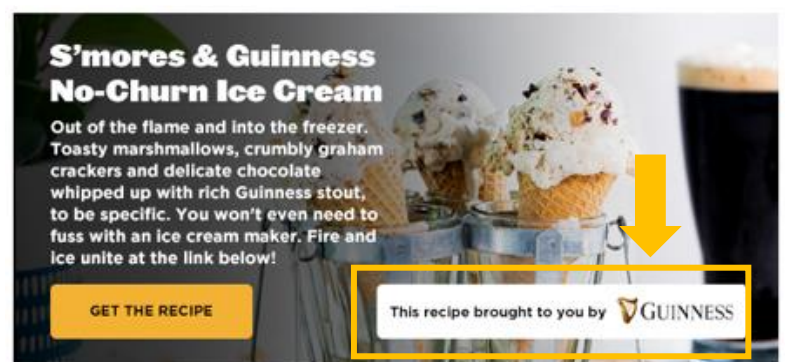 S’mores & Guinness
No-Churn Ice Cream
Out of the flame and into the freezer.
Toasty marshmallows, crumbly graham
crackers and delicate chocolate
whipped up with rich Guinness stout,
to be specific. You won’t even need to
fuss with an ice cream maker. Fire and
ice unite at the link below!
GET THE RECIPE
This recipe brought to you by GUINNESS